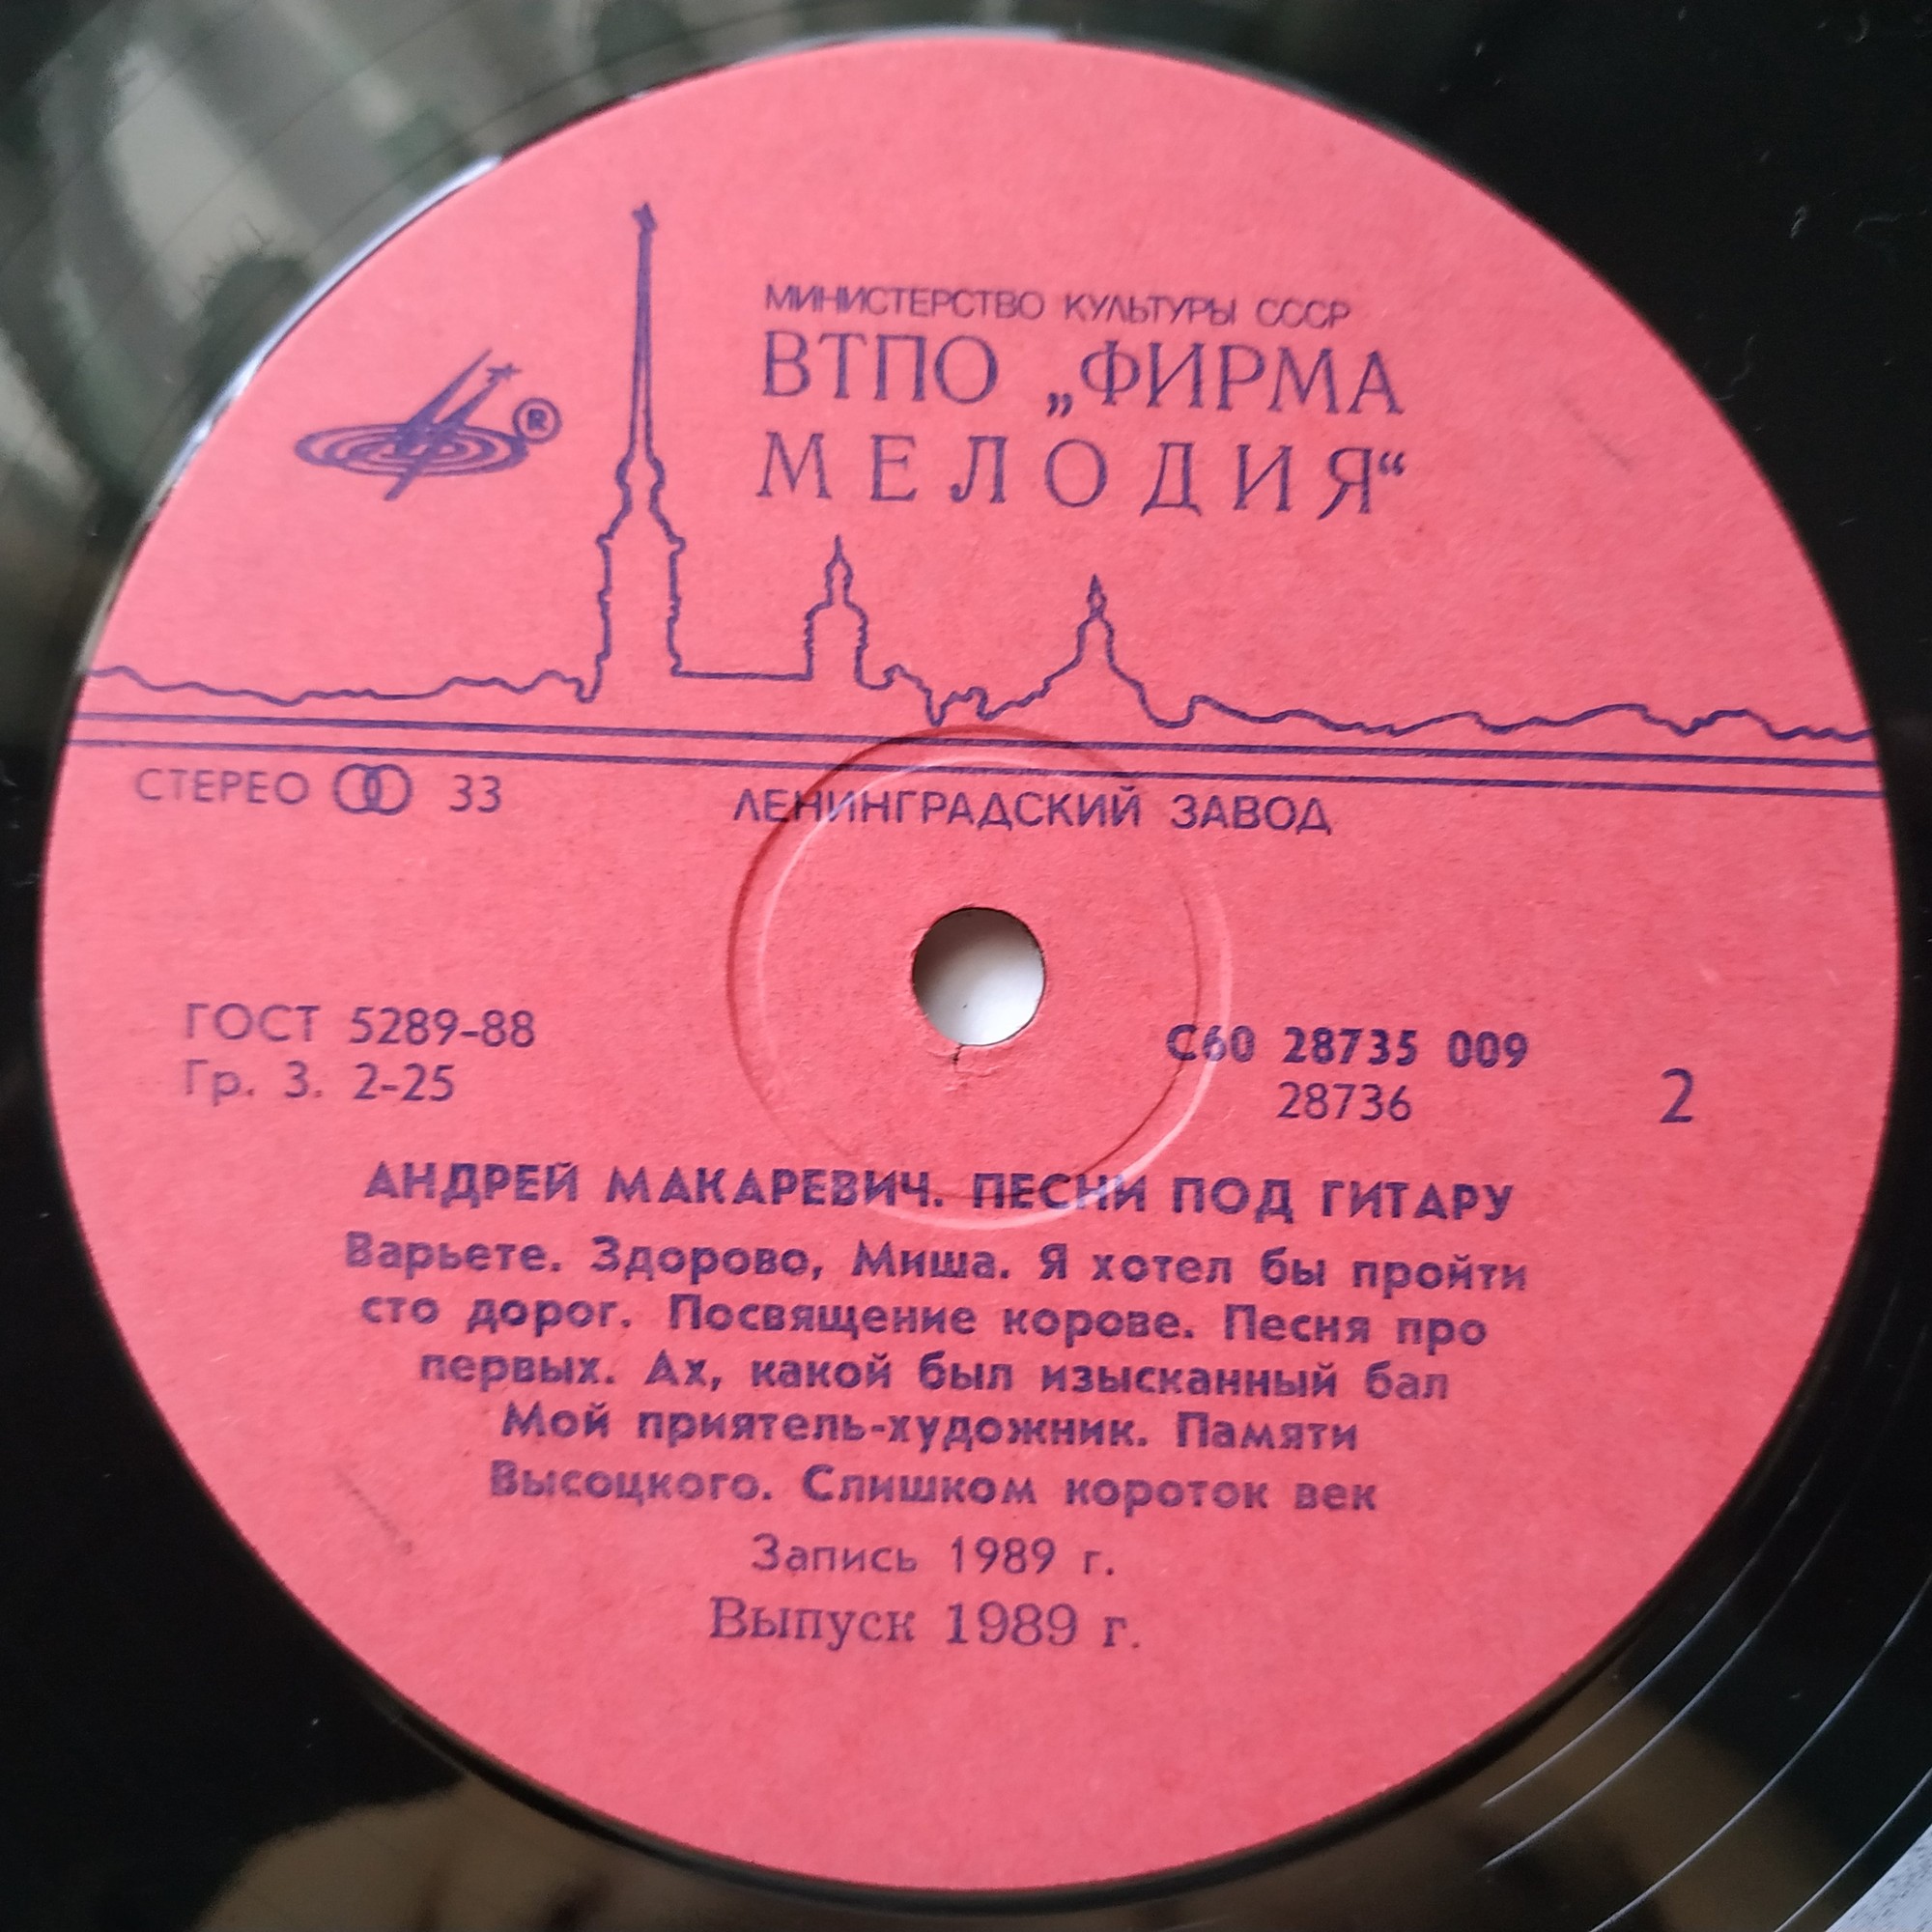 МИНИСТЕРСТВО КУЛЬТУРЫ СССР
ВТПО „ФИРМА
МЕЛОДИЯ“
®
СТЕРЕО 33
ЛЕНИНГРАДСКИЙ ЗАВОД
ГОСТ 5289-88
Гр. 3. 2-25
С60 28735 009
28736
2
АНДРЕЙ МАКАРЕВИЧ. ПЕСНИ ПОД ГИТАРУ
Варьете. Здорово, Миша. Я хотел бы пройти
сто дорог. Посвящение корове. Песня про
первых. Ах, какой был изысканный бал
Мой приятель-художник. Памяти
Высоцкого. Слишком короток век
Запись 1989 г.
Выпуск 1989 г.